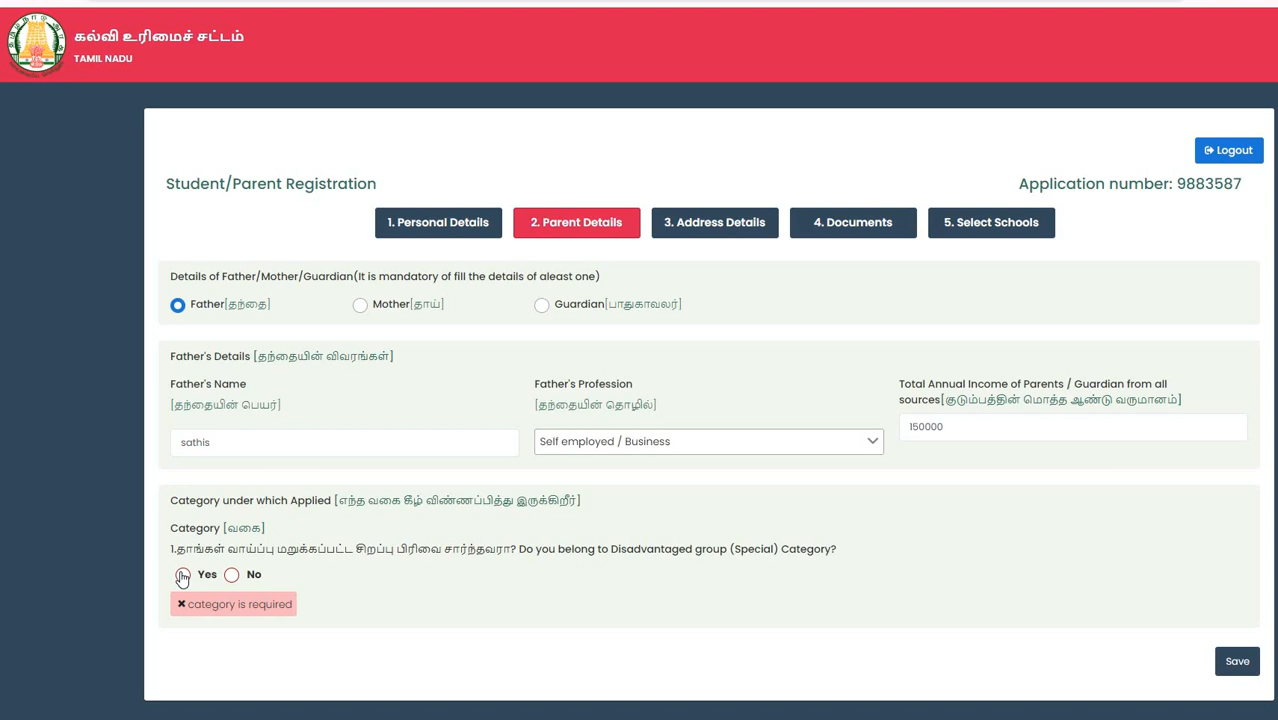 கல்வி உரிமைச் சட்டம்
TAMIL NADU
Logout
Student/Parent Registration
Application number: 9883587
1. Personal Details
2. Parent Details
3. Address Details
4. Documents
5. Select Schools
Details of Father/Mother/Guardian(It is mandatory of fill the details of aleast one)
Father[தந்தை]
Mother[தாய்]
Guardian[பாதுகாவலர்]
Father's Details [தந்தையின் விவரங்கள்]
Father's Name
[தந்தையின் பெயர்]
sathis
Father's Profession
[தந்தையின் தொழில்]
Self employed / Business
Total Annual Income of Parents / Guardian from all
sources[குடும்பத்தின் மொத்த ஆண்டு வருமானம்]
150000
Category under which Applied [எந்த வகை கீழ் விண்ணப்பித்து இருக்கிறீர்]
Category [வகை]
1.தாங்கள் வாய்ப்பு மறுக்கப்பட்ட சிறப்பு பிரிவை சார்ந்தவரா? Do you belong to Disadvantaged group (Special) Category?
Yes No
✖ category is required
Save